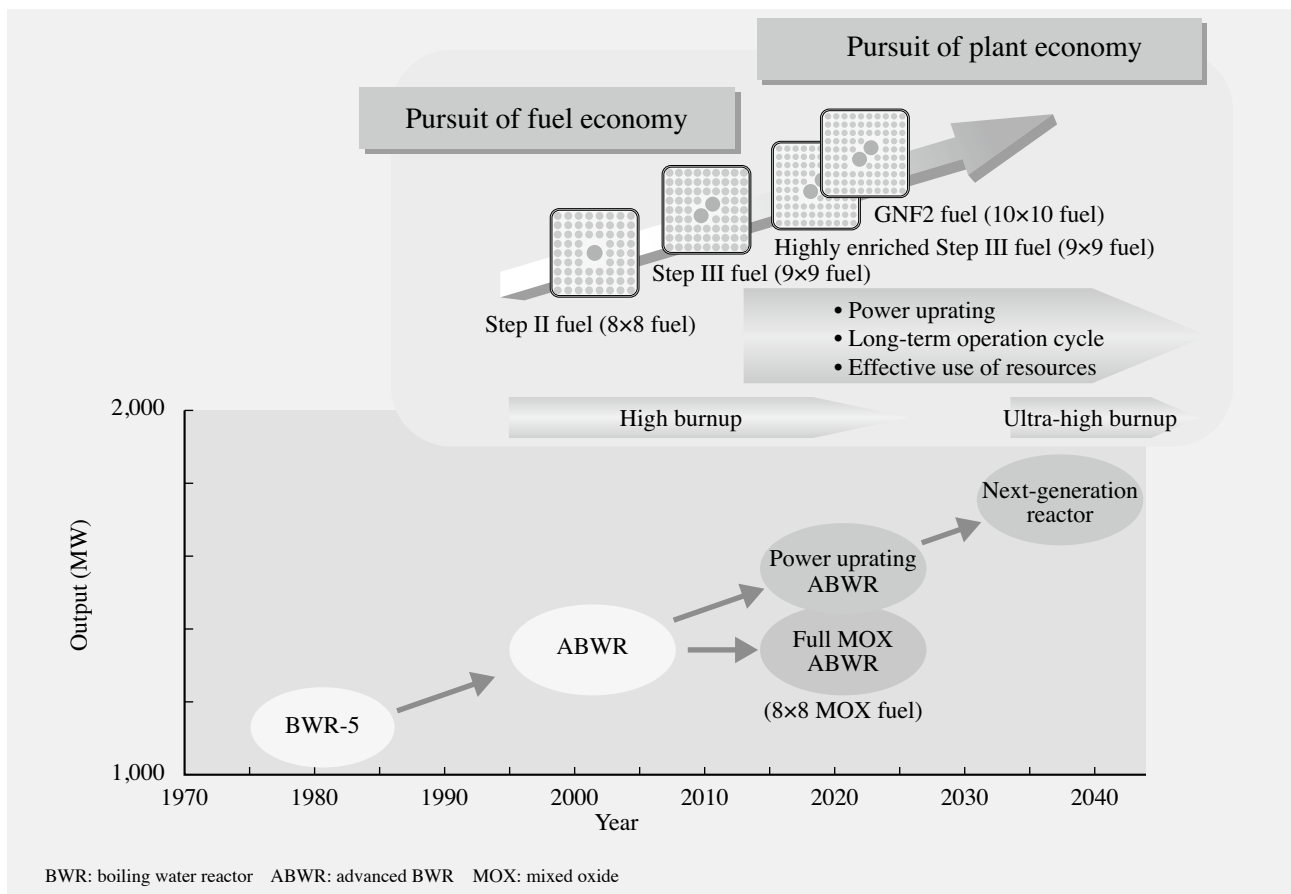 Pursuit of plant economy
Pursuit of fuel economy
GNF2 fuel (10×10 fuel)
Highly enriched Step III fuel (9×9 fuel)
Step III fuel (9×9 fuel)
Step II fuel (8×8 fuel)
• Power uprating
• Long-term operation cycle
• Effective use of resources
High burnup
Ultra-high burnup
2,000
Output (MW)
1,000
Next-generation
reactor
Power uprating
ABWR
ABWR
Full MOX
ABWR
(8×8 MOX fuel)
BWR-5
1970 1980 1990 2000 2010 2020 2030 2040
Year
BWR: boiling water reactor ABWR: advanced BWR MOX: mixed oxide